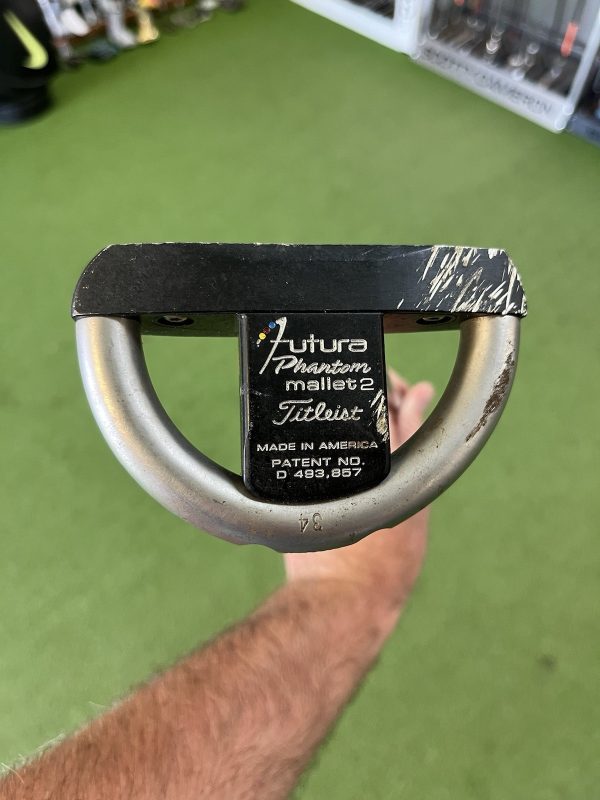 Futura
Phantom
mallet 2
Titleist
MADE IN AMERICA
PATENT NO.
D 493,857
34